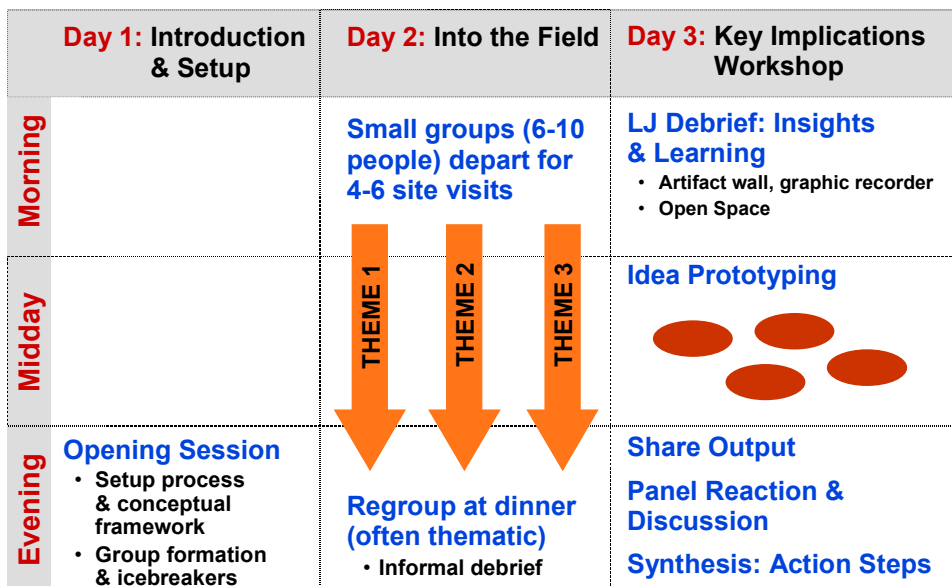 Day 1: Introduction
& Setup
Day 2: Into the Field
Day 3: Key Implications
Workshop
Morning
Small groups (6-10
people) depart for
4-6 site visits
LJ Debrief: Insights
& Learning
• Artifact wall, graphic recorder
• Open Space
Midday
THEME 1
THEME 2
THEME 3
Idea Prototyping
Evening
Opening Session
• Setup process
& conceptual
framework
• Group formation
& icebreakers
Regroup at dinner
(often thematic)
• Informal debrief
Share Output
Panel Reaction &
Discussion
Synthesis: Action Steps